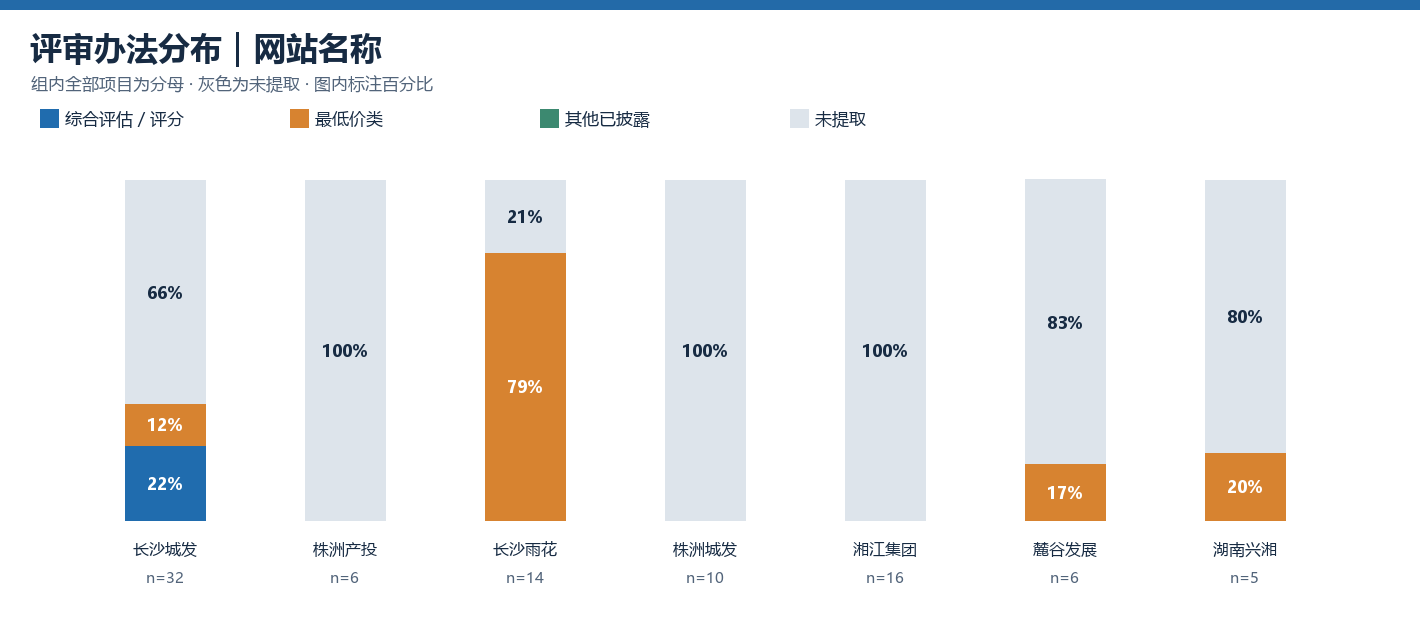 评审办法分布｜网站名称
组内全部项目为分母 · 灰色为未提取 · 图内标注百分比
综合评估 / 评分 最低价类 其他已披露 未提取
66% 12% 22%
100%
21% 79%
100%
100%
83% 17%
80% 20%
长沙城发 株洲产投 长沙雨花 株洲城发 湘江集团 麓谷发展 湖南兴湘
n=32 n=6 n=14 n=10 n=16 n=6 n=5